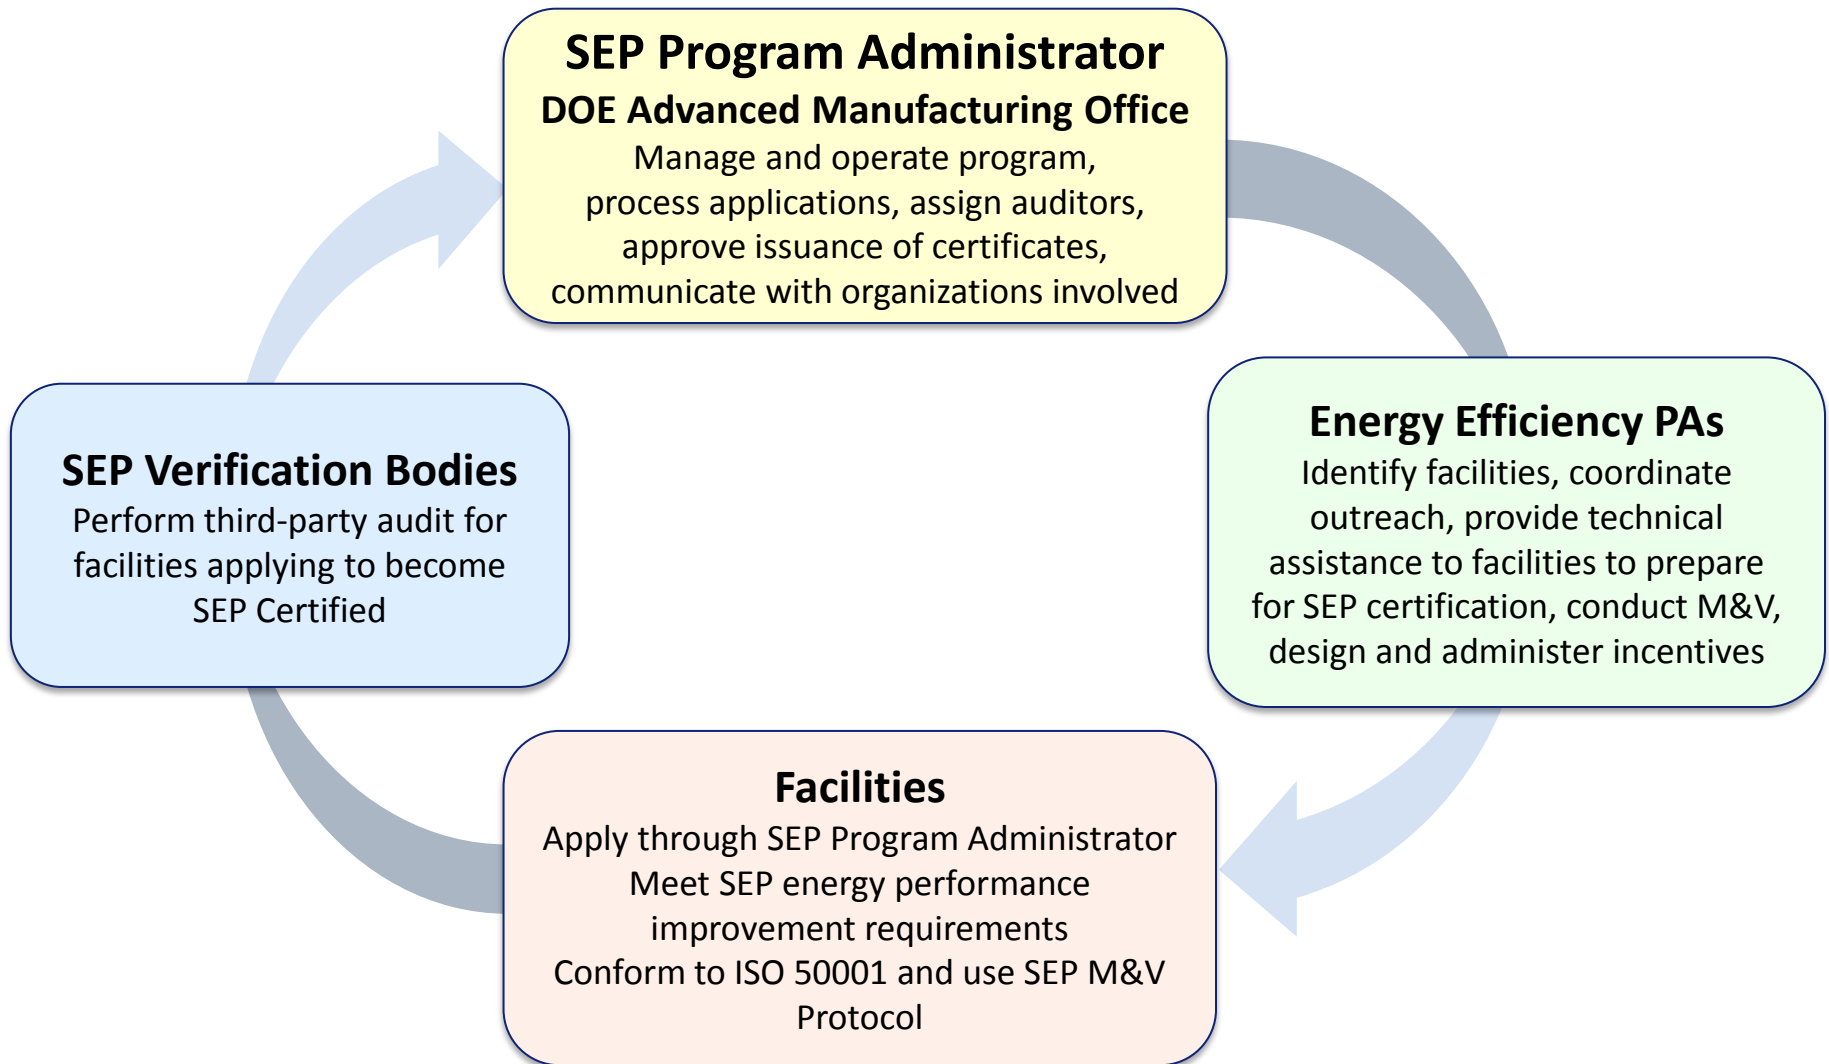 SEP Program Administrator
DOE Advanced Manufacturing Office
Manage and operate program,
process applications, assign auditors,
approve issuance of certificates,
communicate with organizations involved
SEP Verification Bodies
Perform third-party audit for
facilities applying to become
SEP Certified
Energy Efficiency PAs
Identify facilities, coordinate
outreach, provide technical
assistance to facilities to prepare
for SEP certification, conduct M&V,
design and administer incentives
Facilities
Apply through SEP Program Administrator
Meet SEP energy performance
improvement requirements
Conform to ISO 50001 and use SEP M&V
Protocol